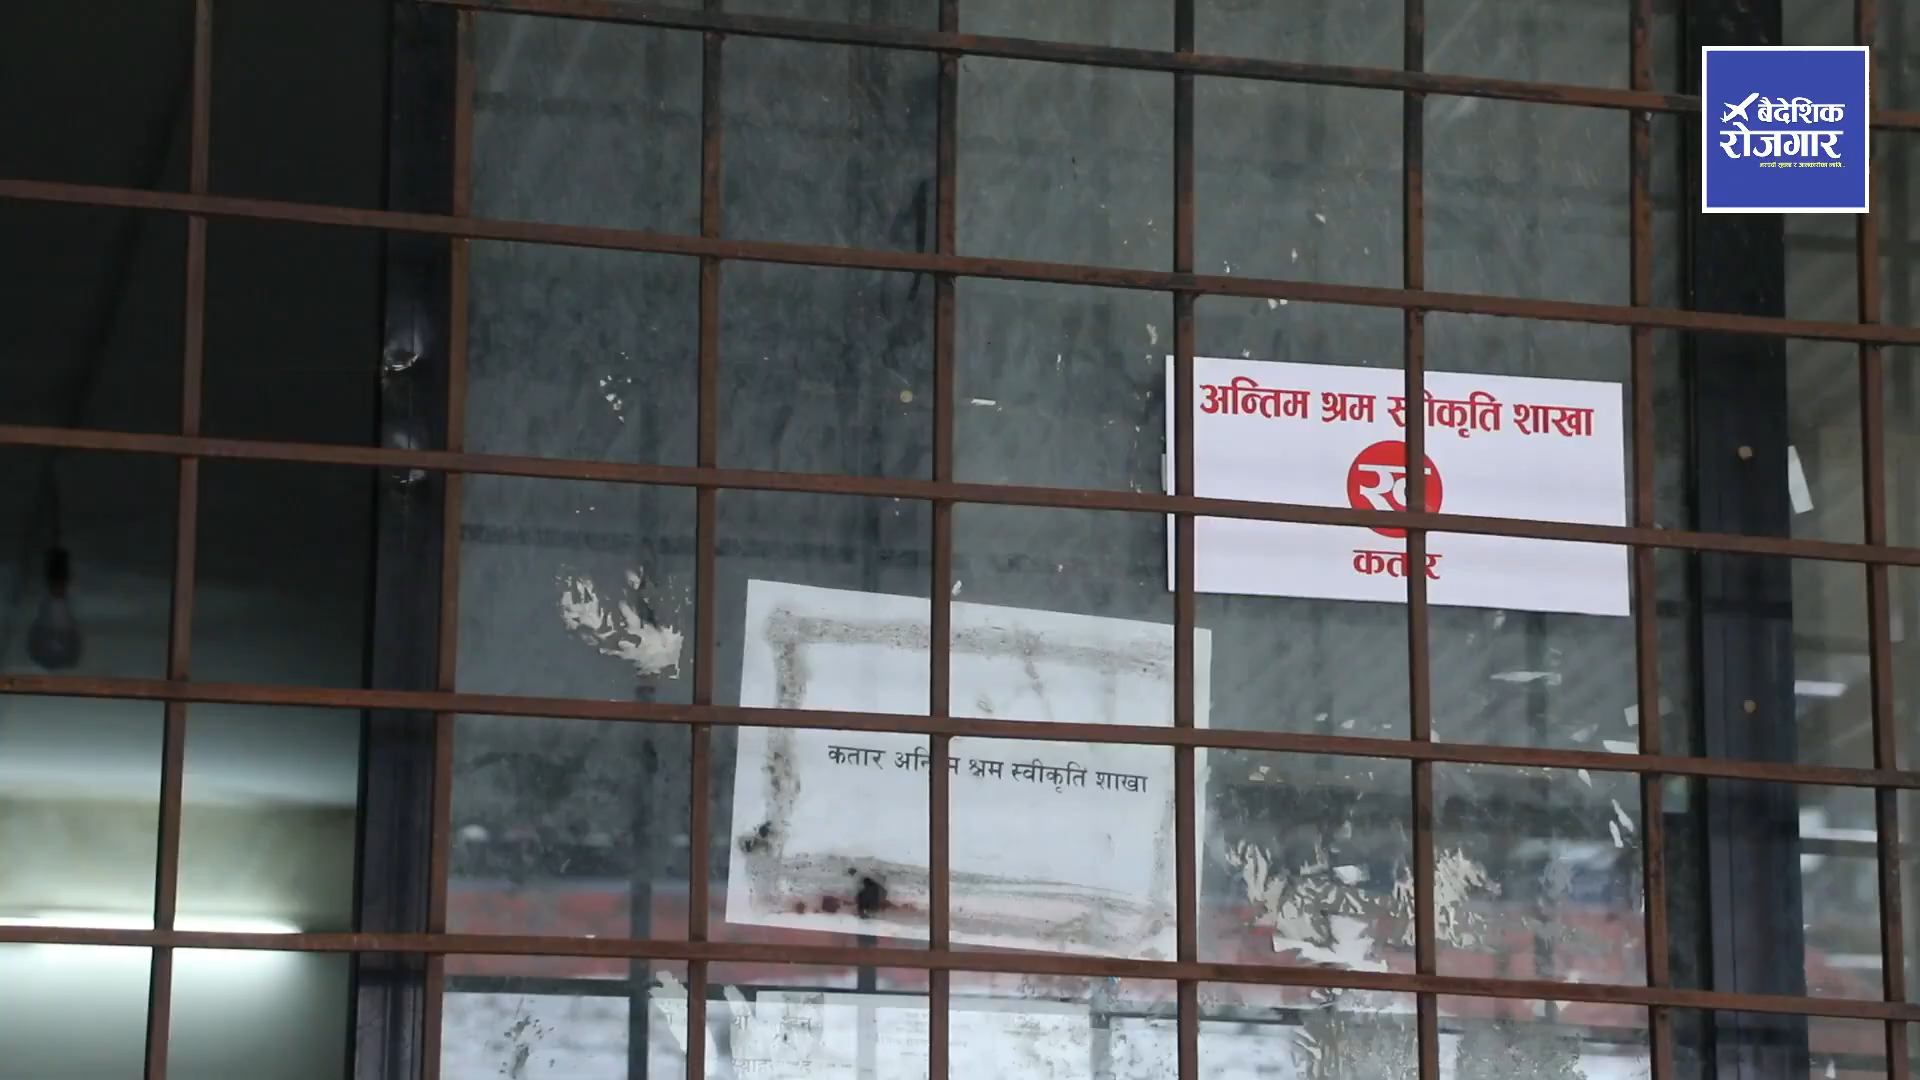 बैदेशिक
रोजगार
अन्तिम श्रम स्वीकृति शाखा
ख
कतार
कतार अन्तिम श्रम स्वीकृति शाखा